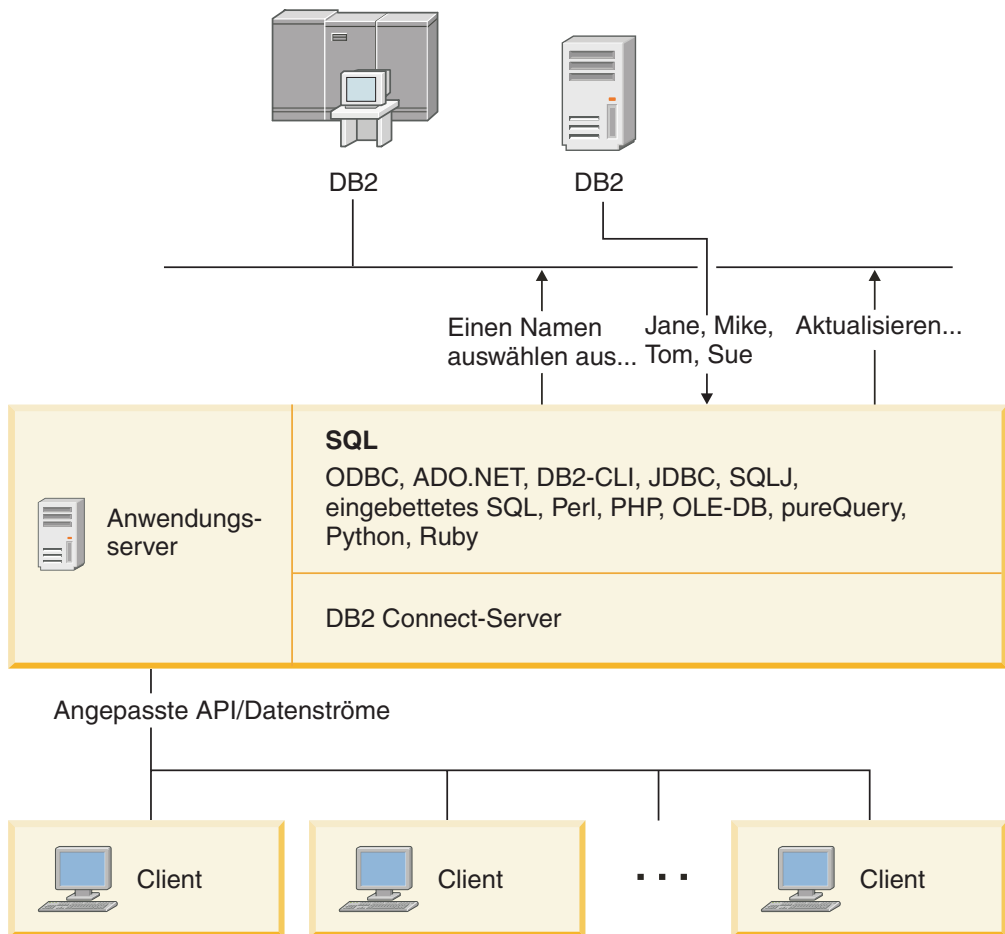 DB2
DB2
Einen Namen
auswählen aus...
Jane, Mike,
Tom, Sue
Aktualisieren...
Anwendungs-
server
SQL
ODBC, ADO.NET, DB2-CLI, JDBC, SQLJ,
eingebettetes SQL, Perl, PHP, OLE-DB, pureQuery,
Python, Ruby
DB2 Connect-Server
Angepasste API/Datenströme
Client
Client
. . .
Client